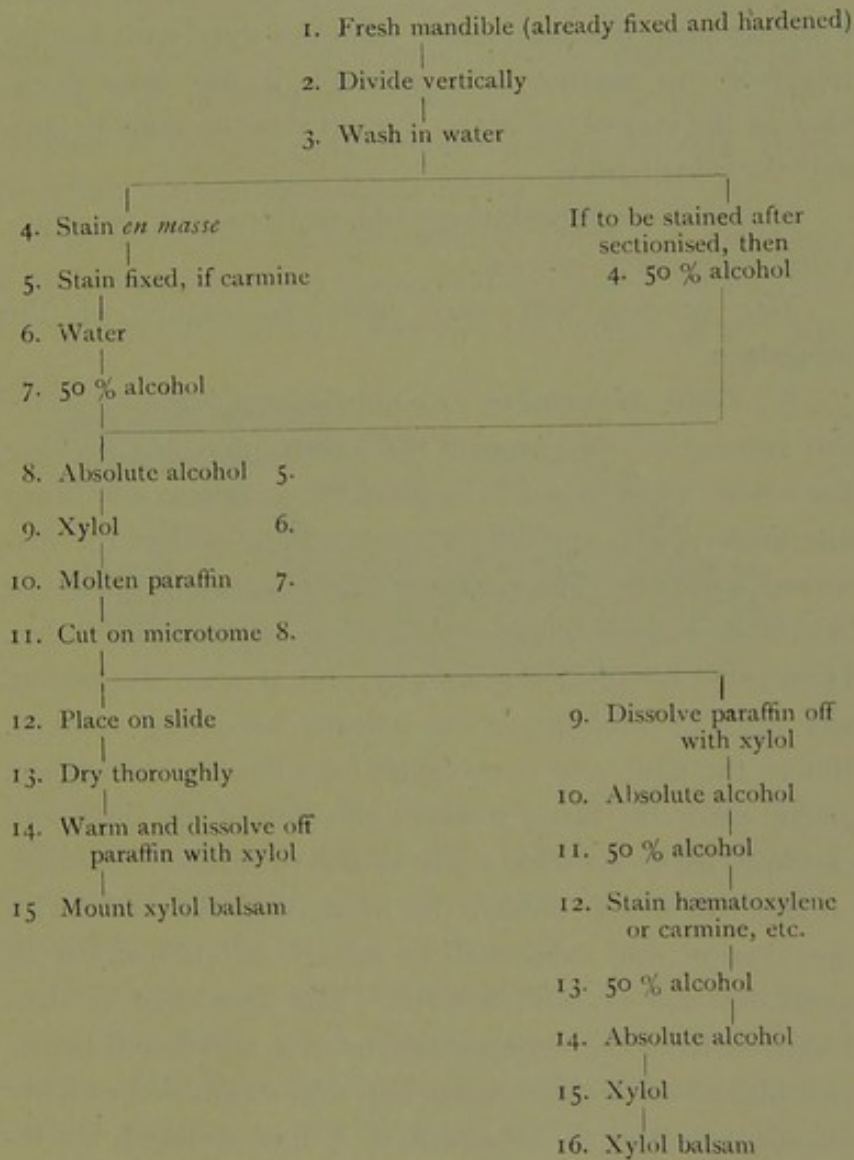 1. Fresh mandible (already fixed and hardened)
2. Divide vertically
3. Wash in water
4. Stain en masse
5. Stain fixed, if carmine
6. Water
7. 50 % alcohol
If to be stained after
sectionised, then
4. 50 % alcohol
8. Absolute alcohol 5.
9. Xylol 6.
10. Molten paraffin 7.
11. Cut on microtome 8.
12. Place on slide
13. Dry thoroughly
14. Warm and dissolve off
paraffin with xylol
15 Mount xylol balsam
9. Dissolve paraffin off
with xylol
10. Absolute alcohol
11. 50 % alcohol
12. Stain hæmatoxylene
or carmine, etc.
13. 50 % alcohol
14. Absolute alcohol
15. Xylol
16. Xylol balsam